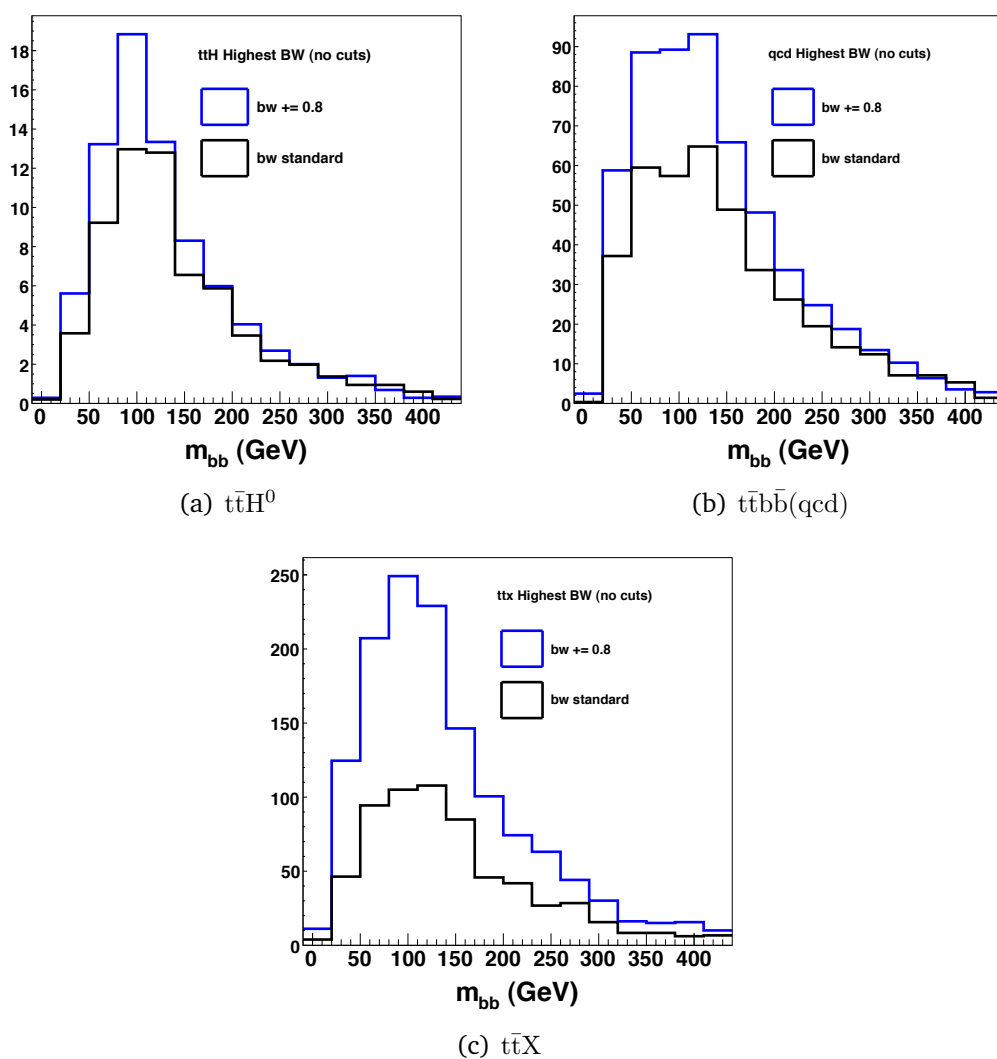 ttH Highest BW (no cuts)
bw += 0.8
bw standard
18
16
14
12
10
8
6
4
2
0
0 50 100 150 200 250 300 350 400
m_bb (GeV)
(a) tt̄H⁰
qcd Highest BW (no cuts)
bw += 0.8
bw standard
90
80
70
60
50
40
30
20
10
0
0 50 100 150 200 250 300 350 400
m_bb (GeV)
(b) tt̄bb̄(qcd)
ttx Highest BW (no cuts)
bw += 0.8
bw standard
250
200
150
100
50
0
0 50 100 150 200 250 300 350 400
m_bb (GeV)
(c) tt̄X